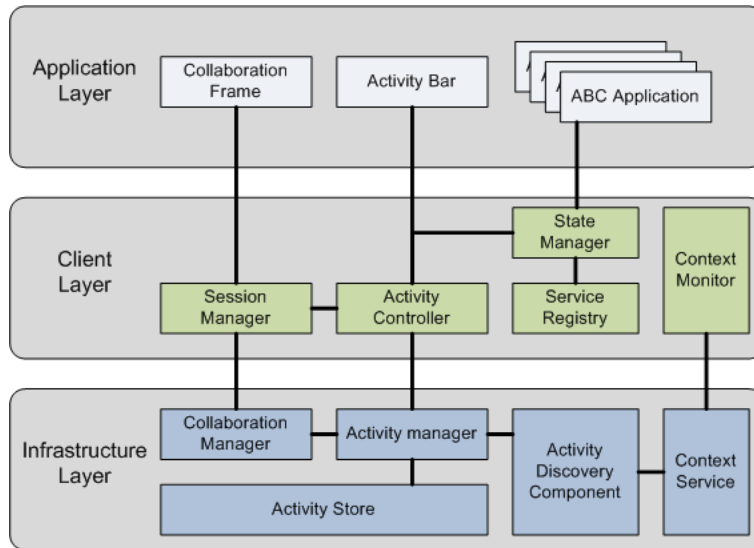 Application
Layer
Collaboration
Frame
Activity Bar
A
A
A
ABC Application
Client
Layer
State
Manager
Context
Monitor
Session
Manager
Activity
Controller
Service
Registry
Infrastructure
Layer
Collaboration
Manager
Activity manager
Activity
Discovery
Component
Context
Service
Activity Store